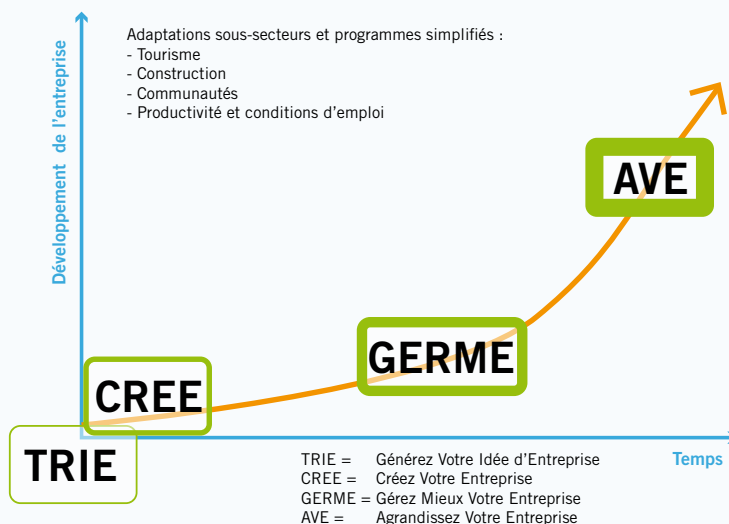 Adaptations sous-secteurs et programmes simplifiés :
- Tourisme
- Construction
- Communautés
- Productivité et conditions d'emploi
Développement de l'entreprise
AVE
GERME
CREE
TRIE
Temps
TRIE = Générez Votre Idée d'Entreprise
CREE = Créez Votre Entreprise
GERME = Gérez Mieux Votre Entreprise
AVE = Agrandissez Votre Entreprise